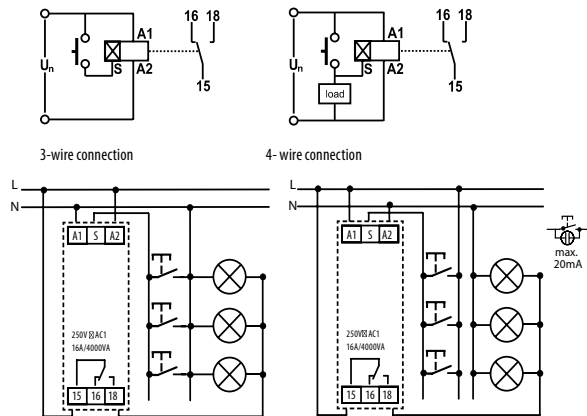 16 18
A1
Un
S
A2
15
16 18
A1
Un
S
A2
load
15
3-wire connection
4- wire connection
L
N
A1 S A2
250V AC1
16A/4000VA
15 16 18
L
N
A1 S A2
max.
20mA
250V AC1
16A/4000VA
15 16 18